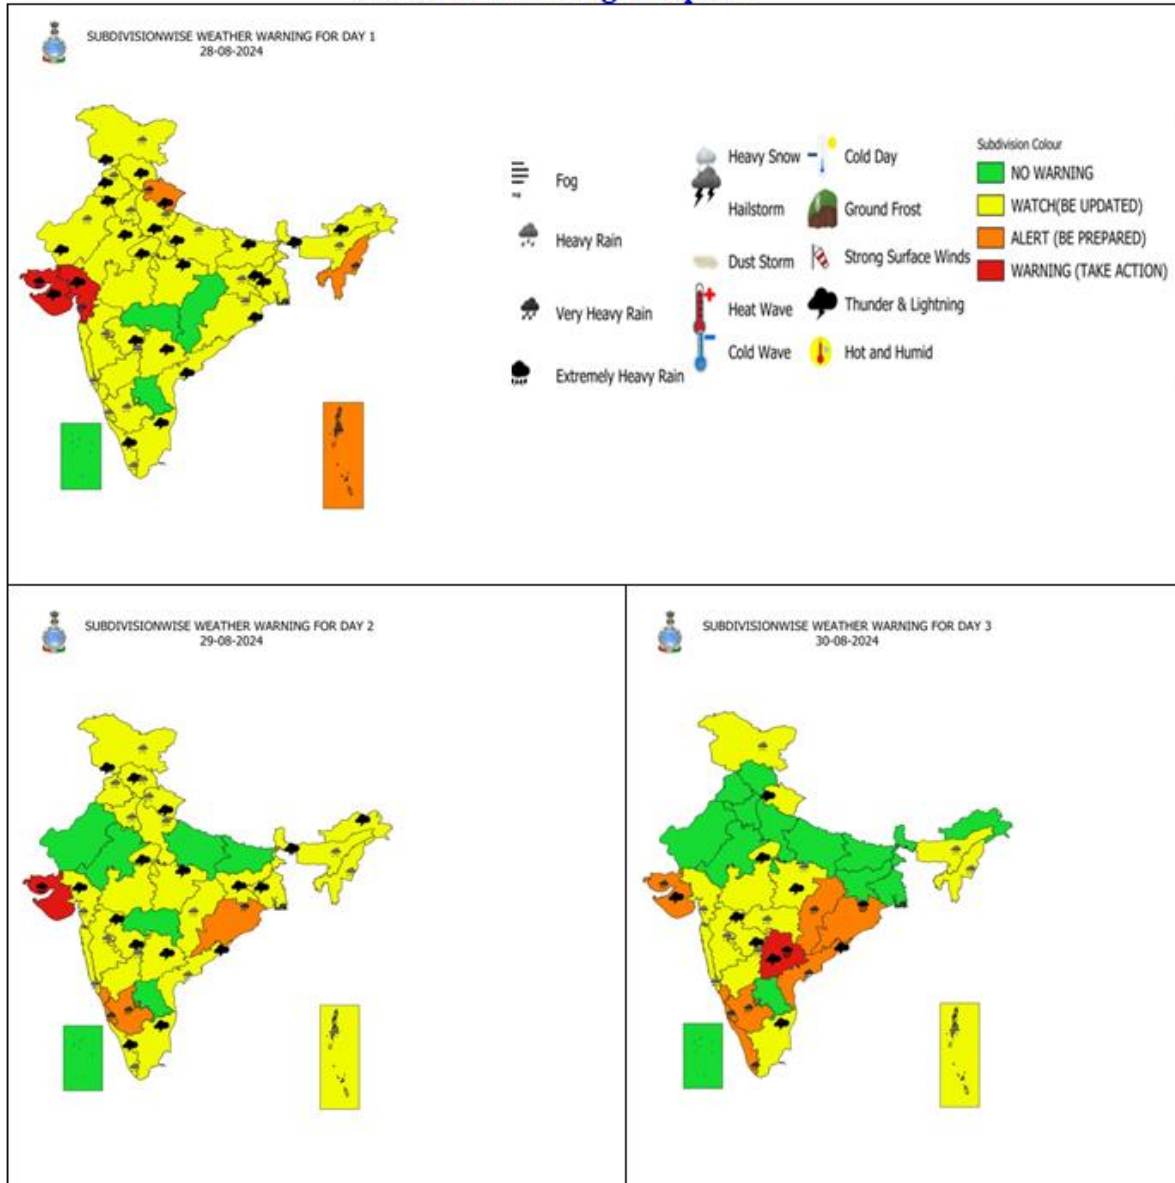 SUBDIVISIONWISE WEATHER WARNING FOR DAY 1
28-08-2024
Fog
Heavy Rain
Very Heavy Rain
Extremely Heavy Rain
Heavy Snow
Hailstorm
Dust Storm
Heat Wave
Cold Wave
Cold Day
Ground Frost
Strong Surface Winds
Thunder & Lightning
Hot and Humid
Subdivision Colour
NO WARNING
WATCH(BE UPDATED)
ALERT (BE PREPARED)
WARNING (TAKE ACTION)
SUBDIVISIONWISE WEATHER WARNING FOR DAY 2
29-08-2024
SUBDIVISIONWISE WEATHER WARNING FOR DAY 3
30-08-2024